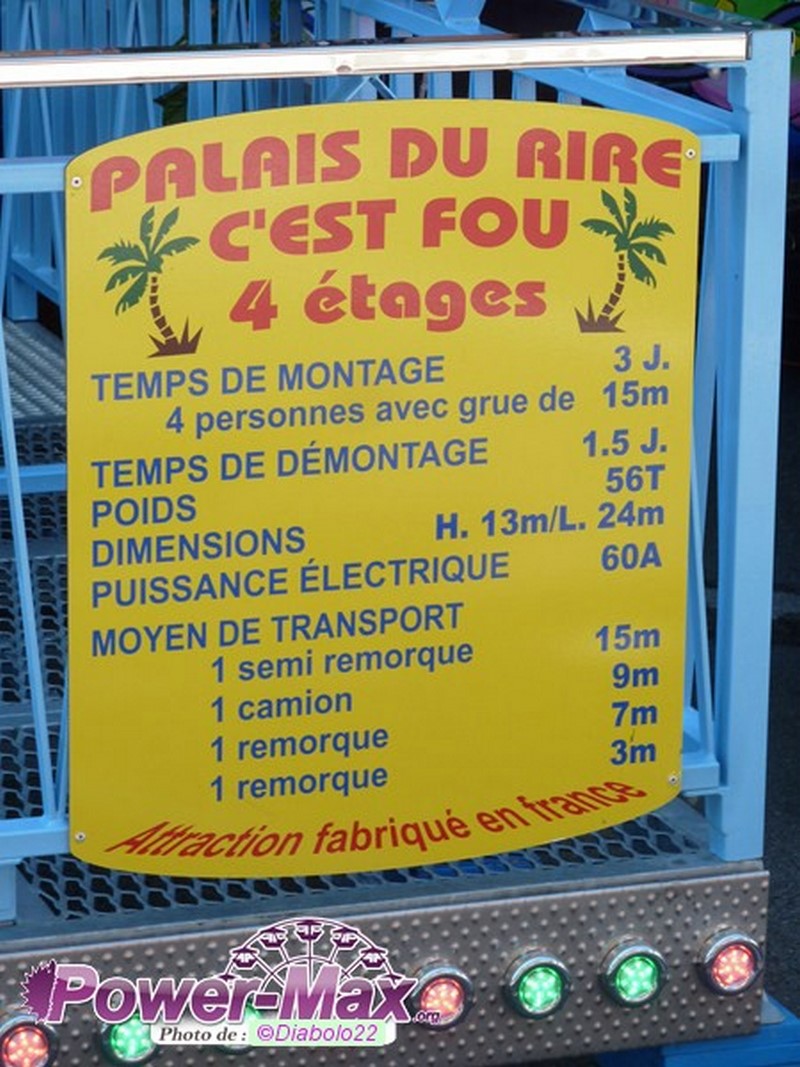 PALAIS DU RIRE
C'EST FOU
4 étages
TEMPS DE MONTAGE 3 J.
4 personnes avec grue de 15m
TEMPS DE DÉMONTAGE 1.5 J.
POIDS 56T
DIMENSIONS H. 13m/L. 24m
PUISSANCE ÉLECTRIQUE 60A
MOYEN DE TRANSPORT
1 semi remorque 15m
1 camion 9m
1 remorque 7m
1 remorque 3m
Attraction fabriqué en france
Power-Max.org
Photo de : ©Diabolo22